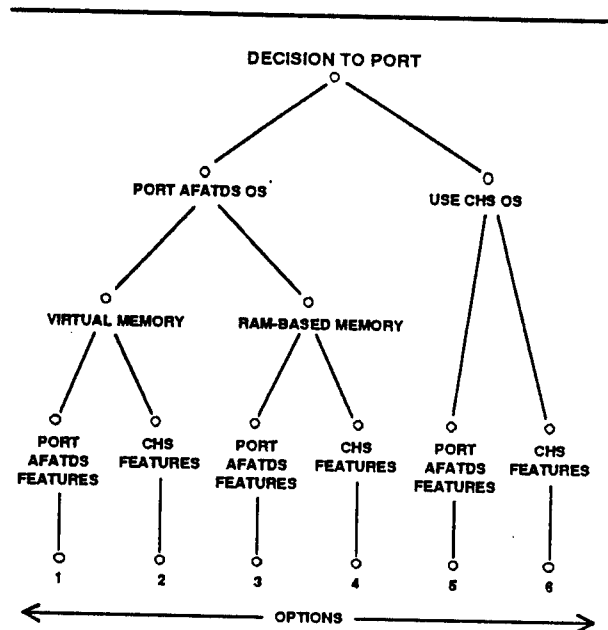 DECISION TO PORT
PORT AFATDS OS
USE CHS OS
VIRTUAL MEMORY
RAM-BASED MEMORY
PORT
AFATDS
FEATURES
CHS
FEATURES
PORT
AFATDS
FEATURES
CHS
FEATURES
PORT
AFATDS
FEATURES
CHS
FEATURES
1
2
3
4
5
6
OPTIONS